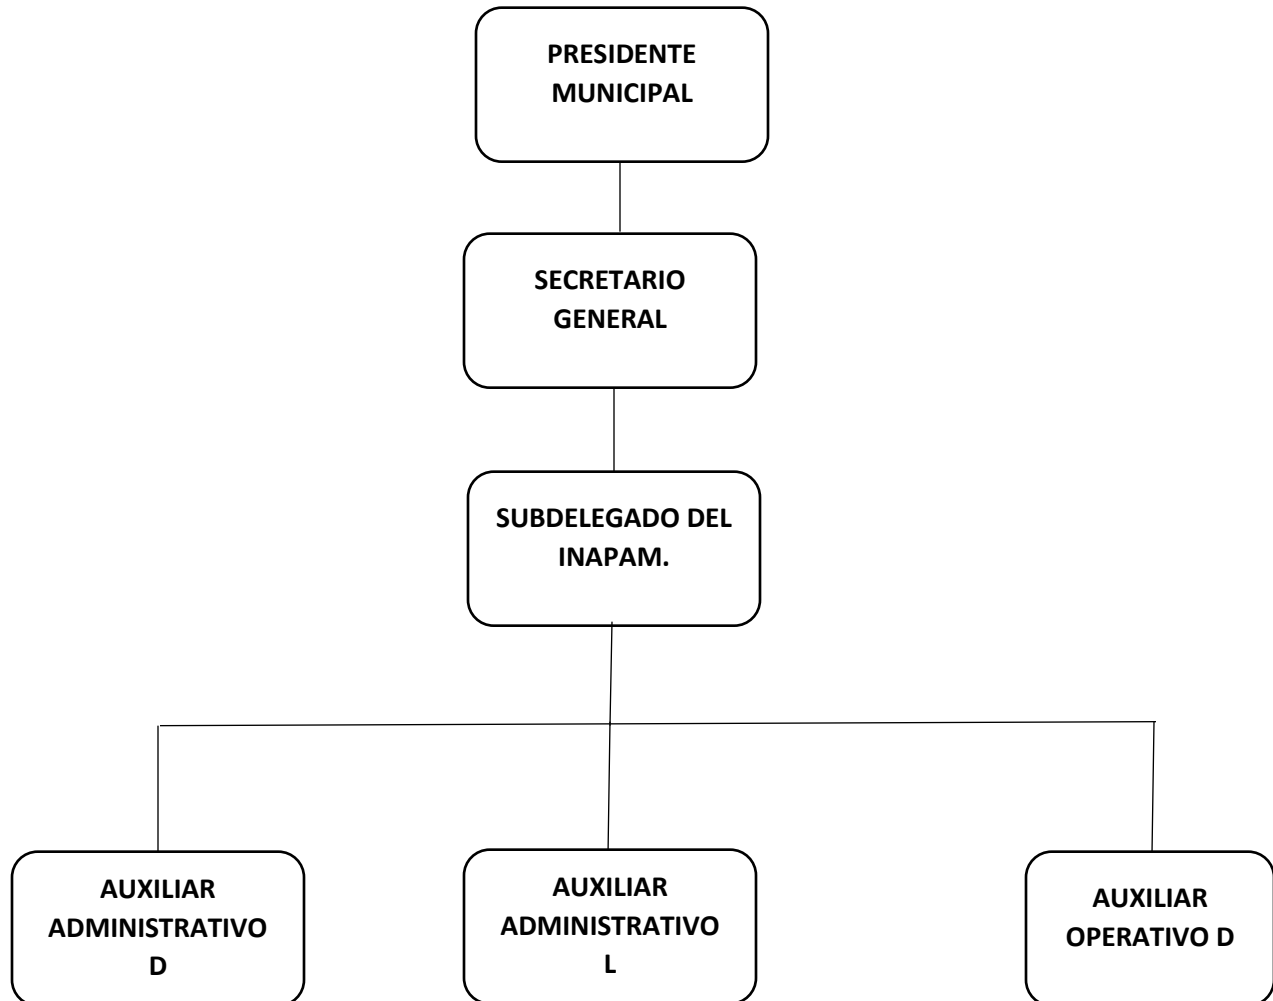 PRESIDENTE
MUNICIPAL
SECRETARIO
GENERAL
SUBDELEGADO DEL
INAPAM.
AUXILIAR
ADMINISTRATIVO
D
AUXILIAR
ADMINISTRATIVO
L
AUXILIAR
OPERATIVO D